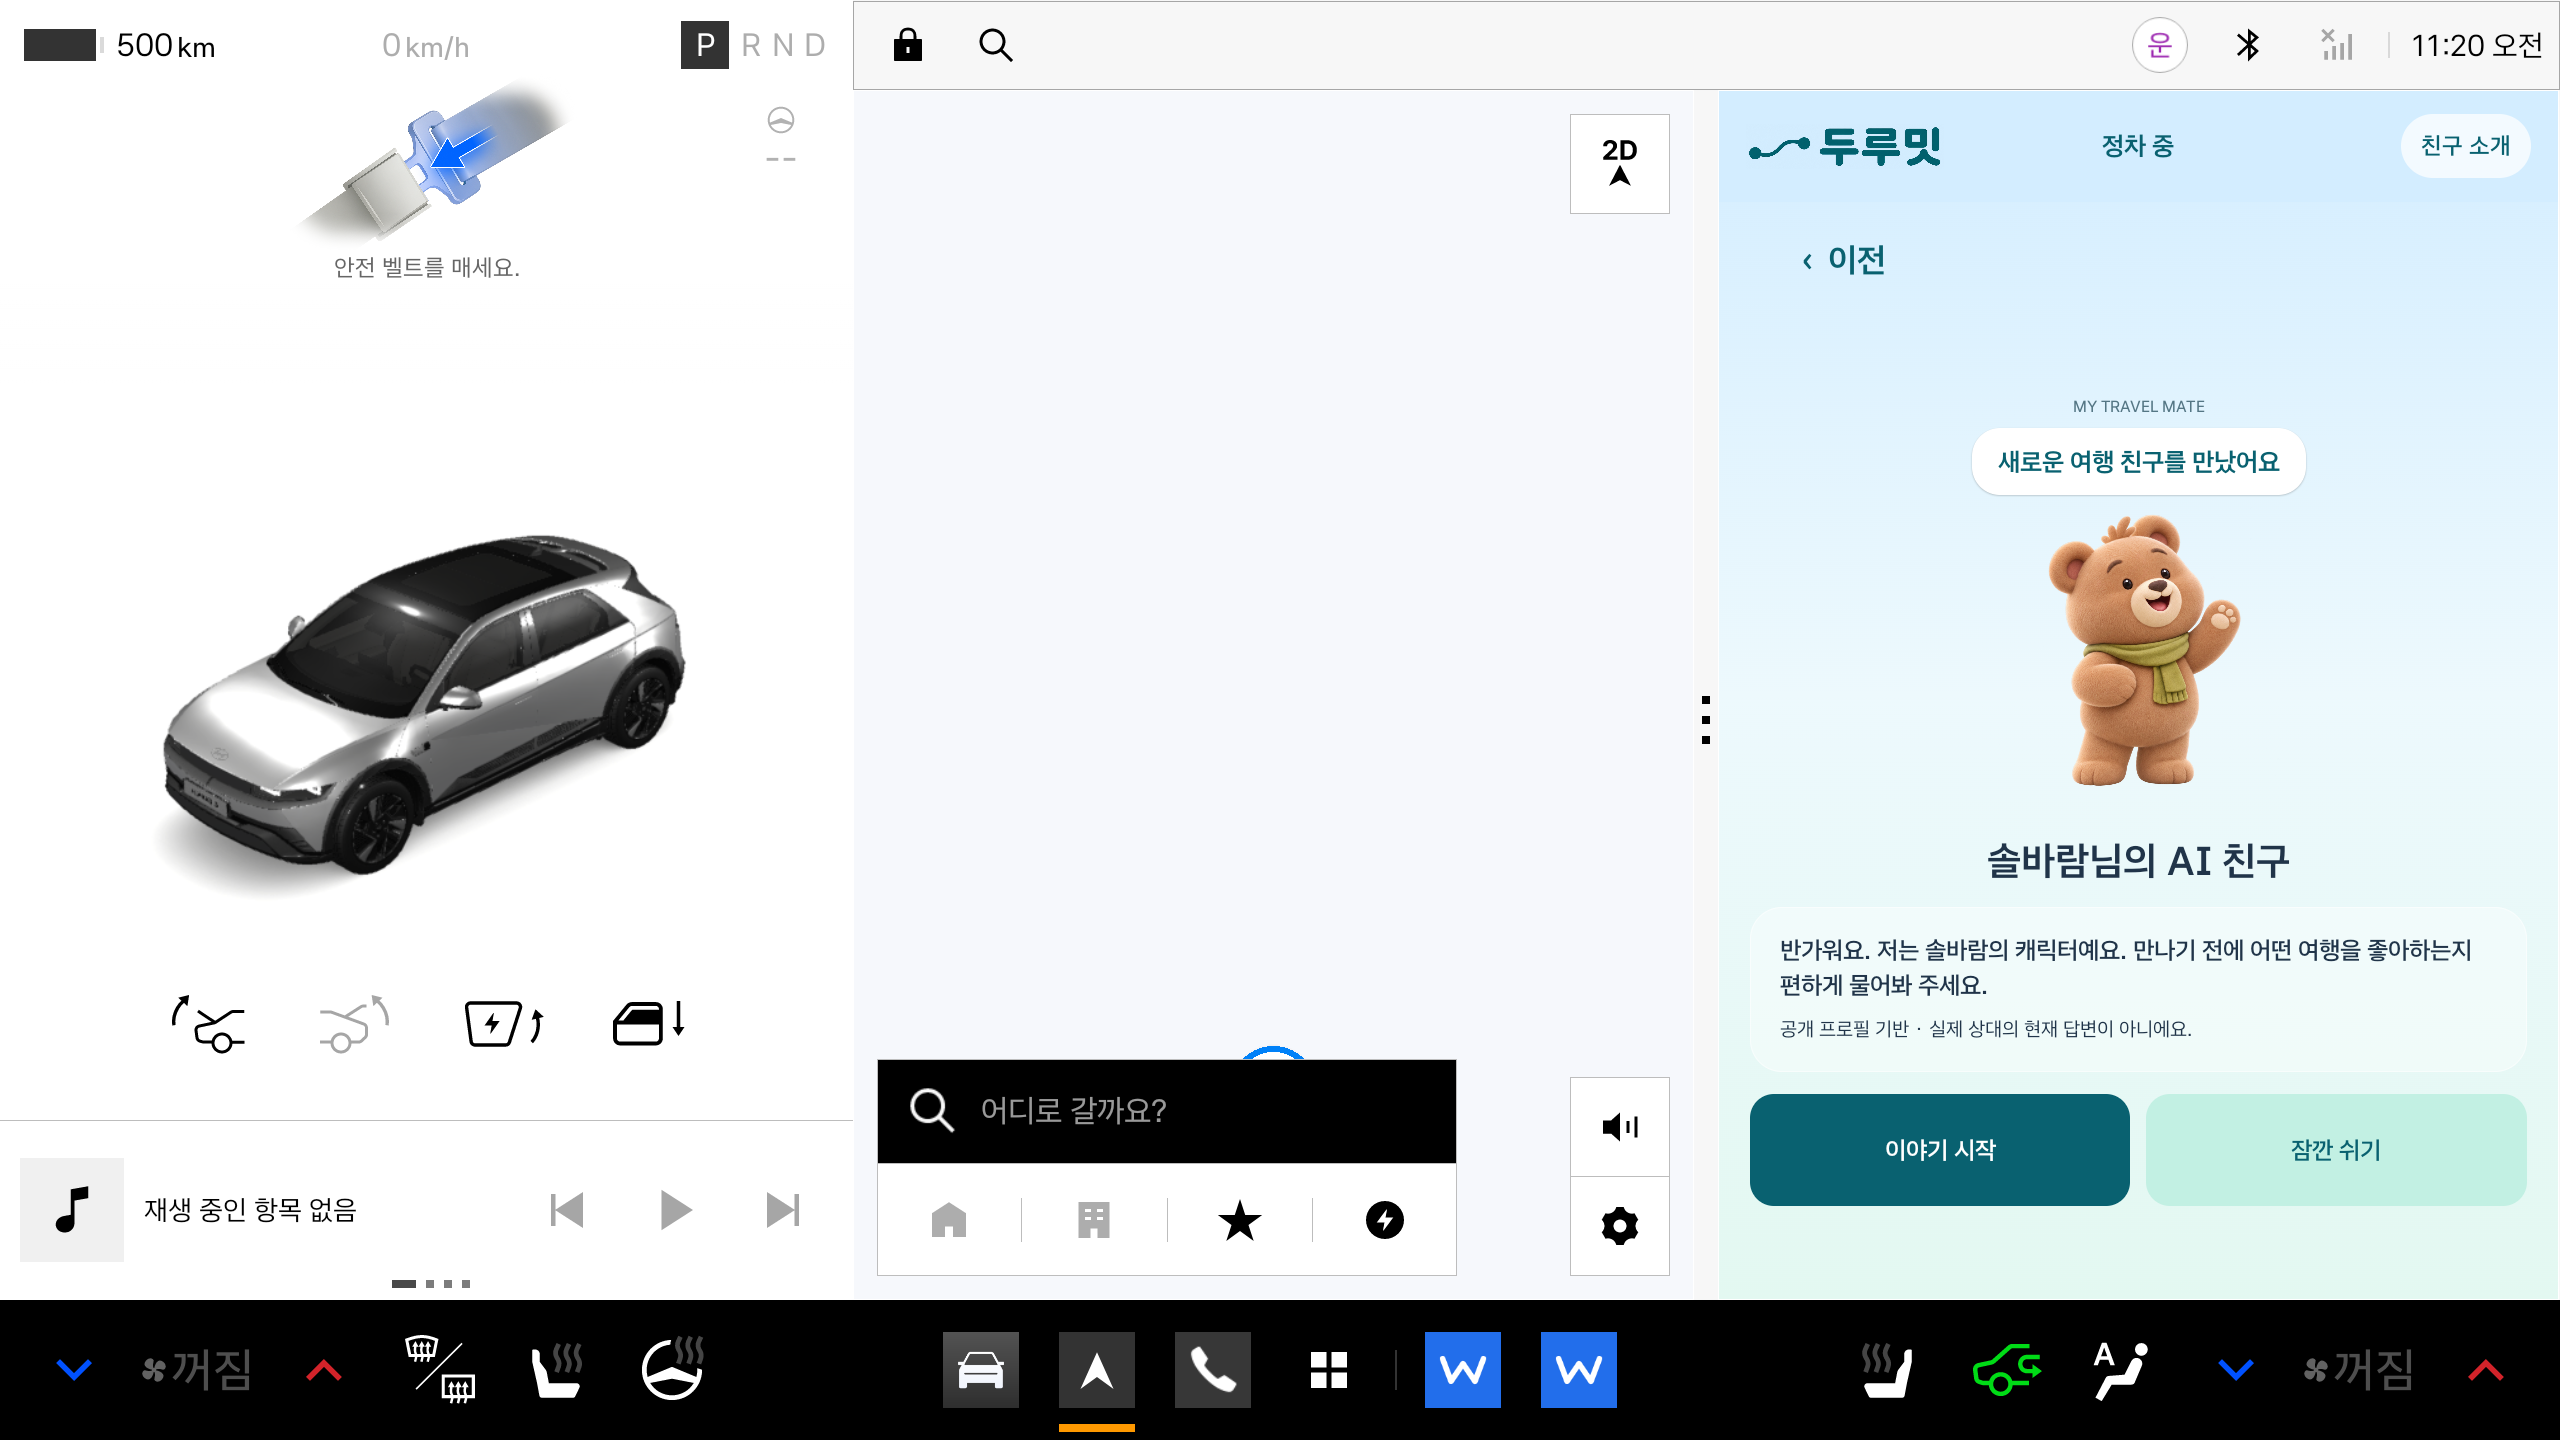 500 km
0 km/h
P R N D
안전 벨트를 매세요.
재생 중인 항목 없음
운
11:20 오전
2D
어디로 갈까요?
두루밋
정차 중
친구 소개
‹ 이전
MY TRAVEL MATE
새로운 여행 친구를 만났어요
솔바람님의 AI 친구
반가워요. 저는 솔바람의 캐릭터예요. 만나기 전에 어떤 여행을 좋아하는지
편하게 물어봐 주세요.
공개 프로필 기반 · 실제 상대의 현재 답변이 아니에요.
이야기 시작
잠깐 쉬기
꺼짐
A
꺼짐